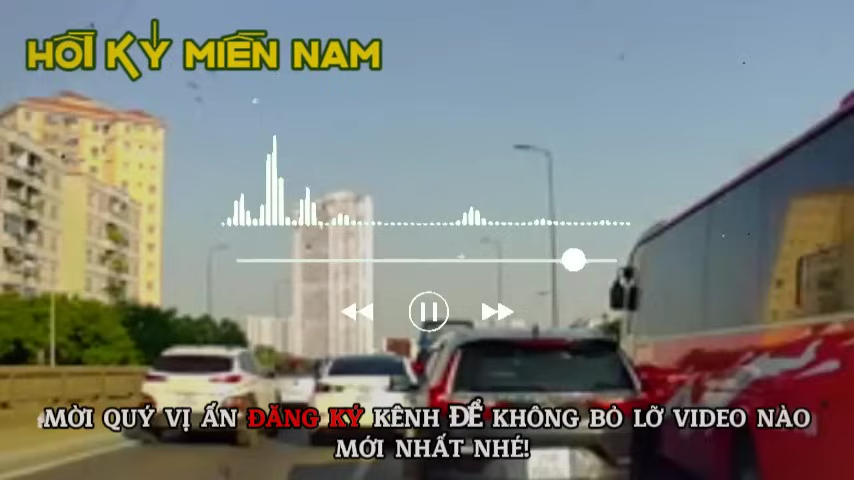 HỒI KÝ MIỀN NAM
MỜI QUÝ VỊ ẤN ĐĂNG KÝ KÊNH ĐỂ KHÔNG BỎ LỠ VIDEO NÀO
MỚI NHẤT NHÉ!